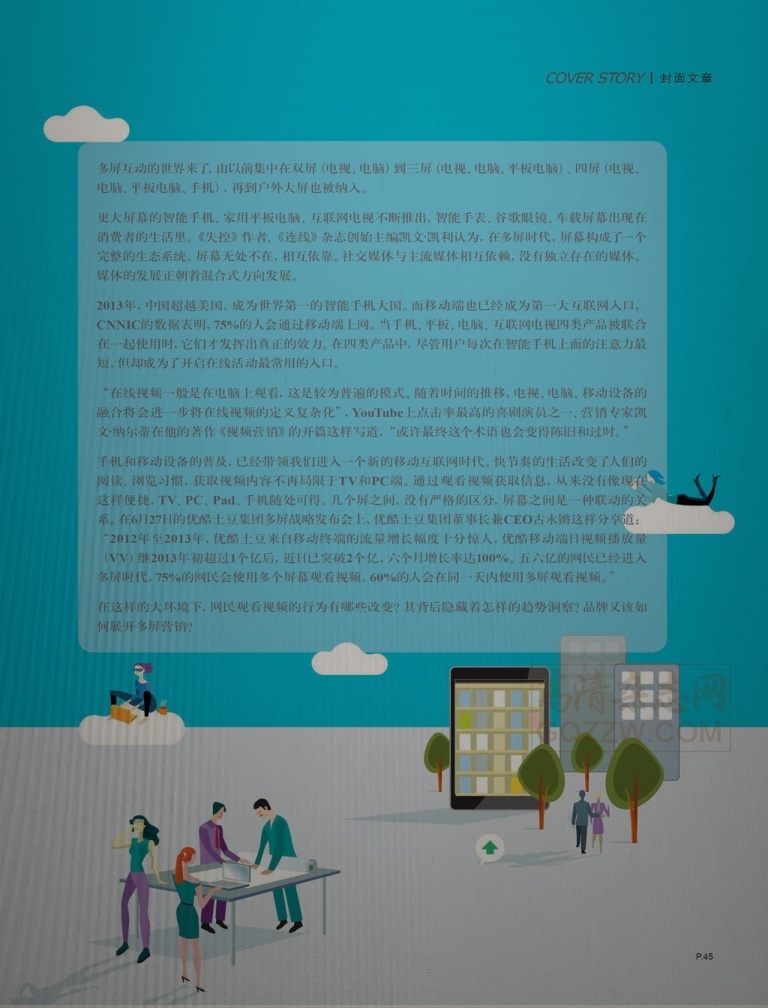 COVER STORY | 封面文章
多屏互动的世界来了，由以前集中在双屏（电视、电脑）到三屏（电视、电脑、平板电脑）、四屏（电视、
电脑、平板电脑、手机），再到户外大屏也被纳入。
更大屏幕的智能手机、家用平板电脑、互联网电视不断推出，智能手表、谷歌眼镜、车载屏幕出现在
消费者的生活里。《失控》作者、《连线》杂志创始主编凯文·凯利认为，在多屏时代，屏幕构成了一个
完整的生态系统。屏幕无处不在，相互依靠。社交媒体与主流媒体相互依赖，没有独立存在的媒体。
媒体的发展正朝着混合式方向发展。
2013年，中国超越美国，成为世界第一的智能手机大国。而移动端也已经成为第一大互联网入口，
CNNIC的数据表明，75%的人会通过移动端上网。当手机、平板、电脑、互联网电视四类产品被联合
在一起使用时，它们才发挥出真正的效力。在四类产品中，尽管用户每次在智能手机上面的注意力最
短，但却成为了开启在线活动最常用的入口。
“在线视频一般是在电脑上观看，这是较为普遍的模式。随着时间的推移，电视、电脑、移动设备的
融合将会进一步将在线视频的定义复杂化”，YouTube上点击率最高的喜剧演员之一、营销专家凯
文·纳尔蒂在他的著作《视频营销》的开篇这样写道，“或许最终这个术语也会变得陈旧和过时。”
手机和移动设备的普及，已经带领我们进入一个新的移动互联网时代。快节奏的生活改变了人们的
阅读、浏览习惯，获取视频内容不再局限于TV和PC端。通过观看视频获取信息，从来没有像现在
这样便捷，TV、PC、Pad、手机随处可得。几个屏之间，没有严格的区分，屏幕之间是一种联动的关
系。在6月27日的优酷土豆集团多屏战略发布会上，优酷土豆集团董事长兼CEO古永锵这样分享道：
“2012年至2013年，优酷土豆来自移动终端的流量增长幅度十分惊人，优酷移动端日视频播放量
（VV）继2013年初超过1个亿后，近日已突破2个亿，六个月增长率达100%。五六亿的网民已经进入
多屏时代，75%的网民会使用多个屏幕观看视频，60%的人会在同一天内使用多屏观看视频。”
在这样的大环境下，网民观看视频的行为有哪些改变？其背后隐藏着怎样的趋势洞察？品牌又该如
何展开多屏营销？
高清杂志网
GQZZW.COM
P.45